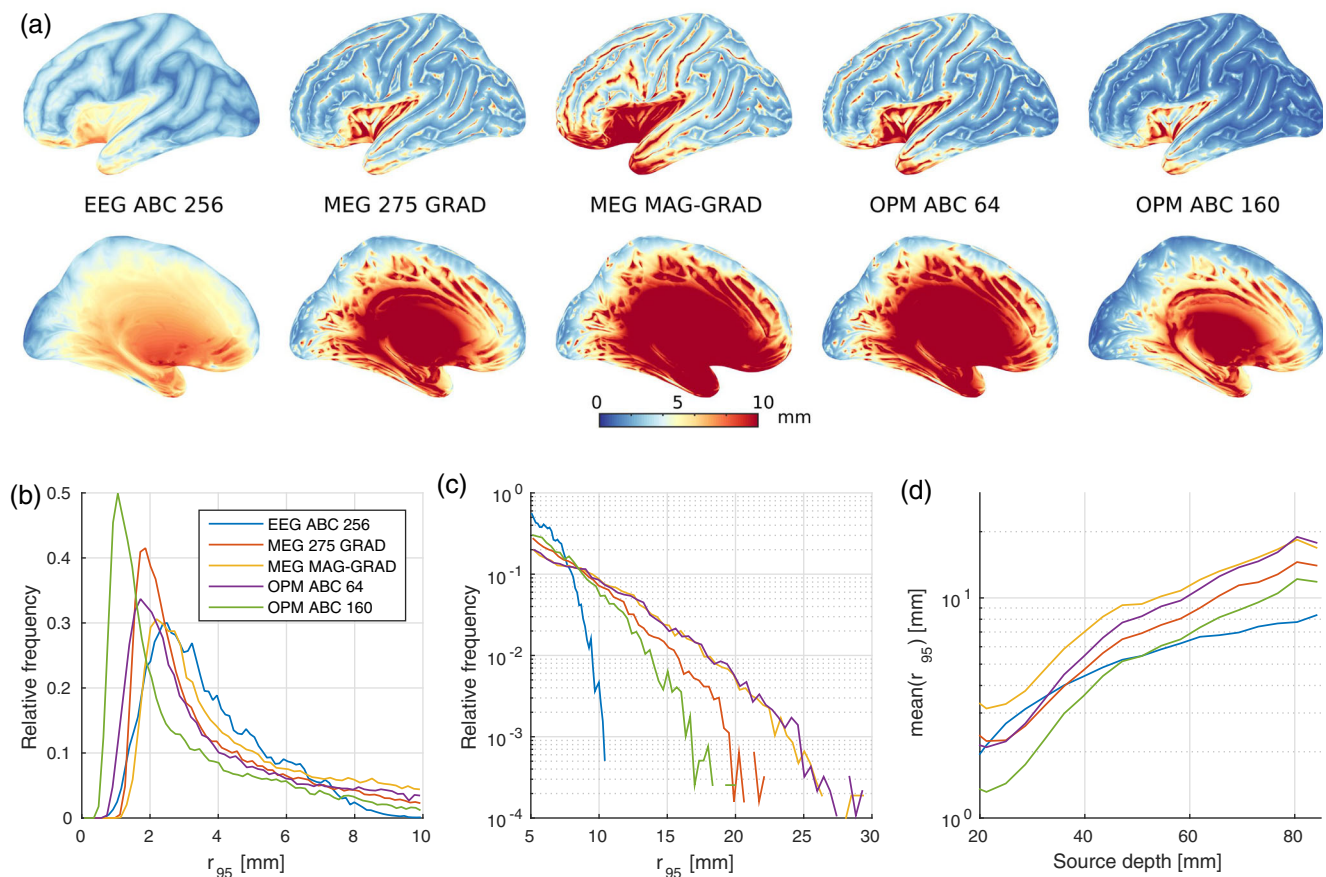 (a)
EEG ABC 256
MEG 275 GRAD
MEG MAG-GRAD
OPM ABC 64
OPM ABC 160
0 5 10
mm
(b)
Relative frequency
0.5
0.4
0.3
0.2
0.1
0
EEG ABC 256
MEG 275 GRAD
MEG MAG-GRAD
OPM ABC 64
OPM ABC 160
0 2 4 6 8 10
r95 [mm]
(c)
Relative frequency
10^0
10^-1
10^-2
10^-3
10^-4
5 10 15 20 25 30
r95 [mm]
(d)
mean(r 95) [mm]
10^1
10^0
20 40 60 80
Source depth [mm]